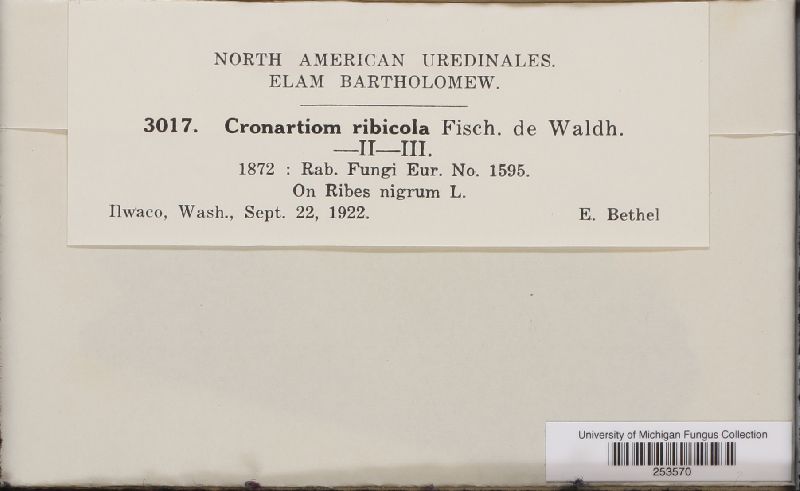 NORTH AMERICAN UREDINALES.
ELAM BARTHOLOMEW.
3017. Cronartiom ribicola Fisch. de Waldh.
—II—III.
1872 : Rab. Fungi Eur. No. 1595.
On Ribes nigrum L.
Ilwaco, Wash., Sept. 22, 1922. E. Bethel
University of Michigan Fungus Collection
253570